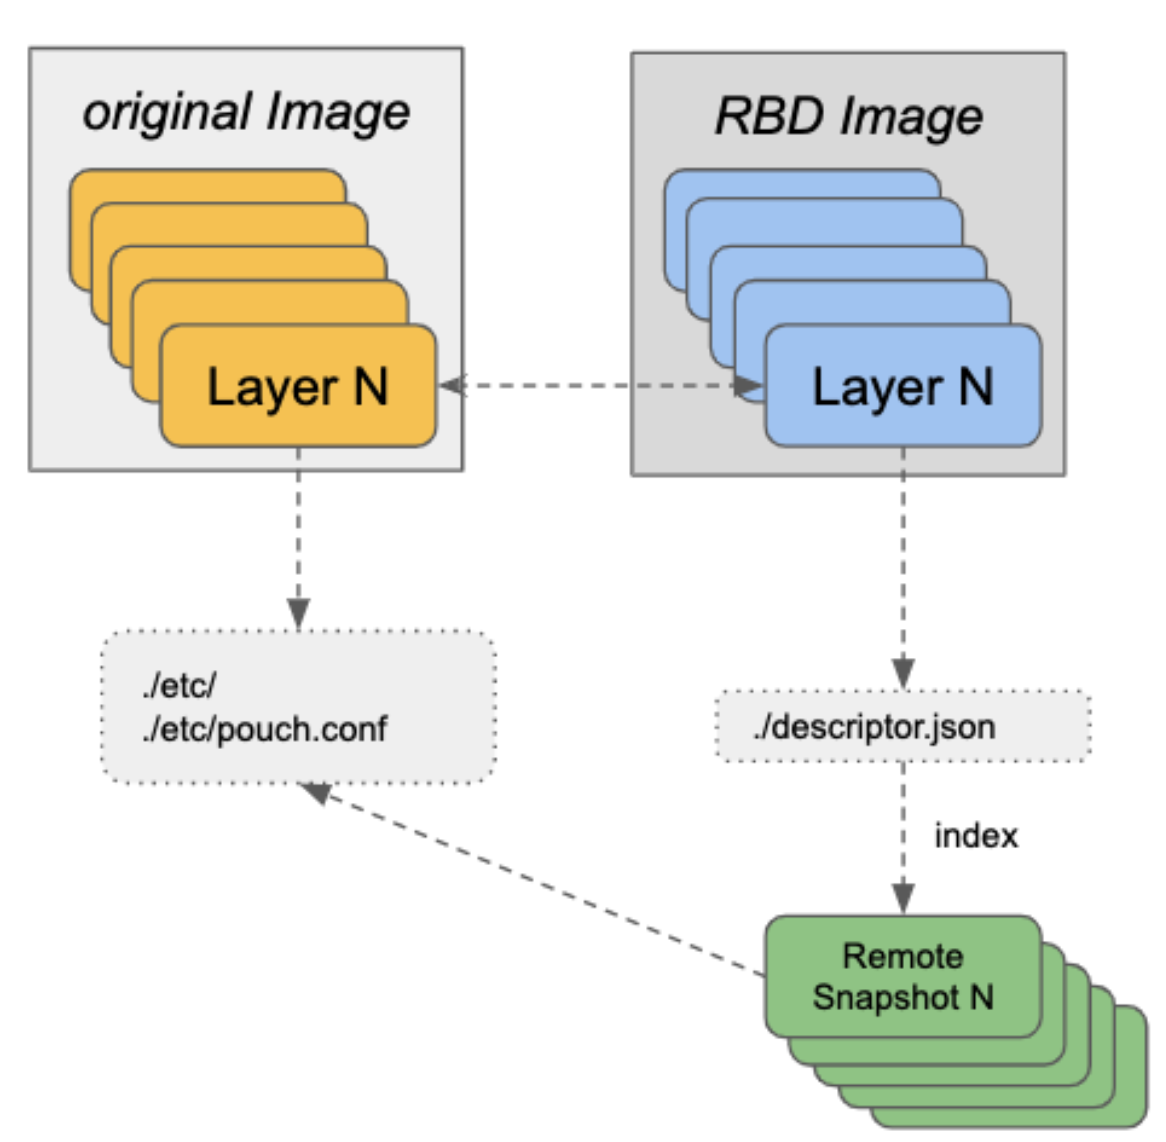 original Image
RBD Image
Layer N
Layer N
./etc/
./etc/pouch.conf
./descriptor.json
index
Remote
Snapshot N